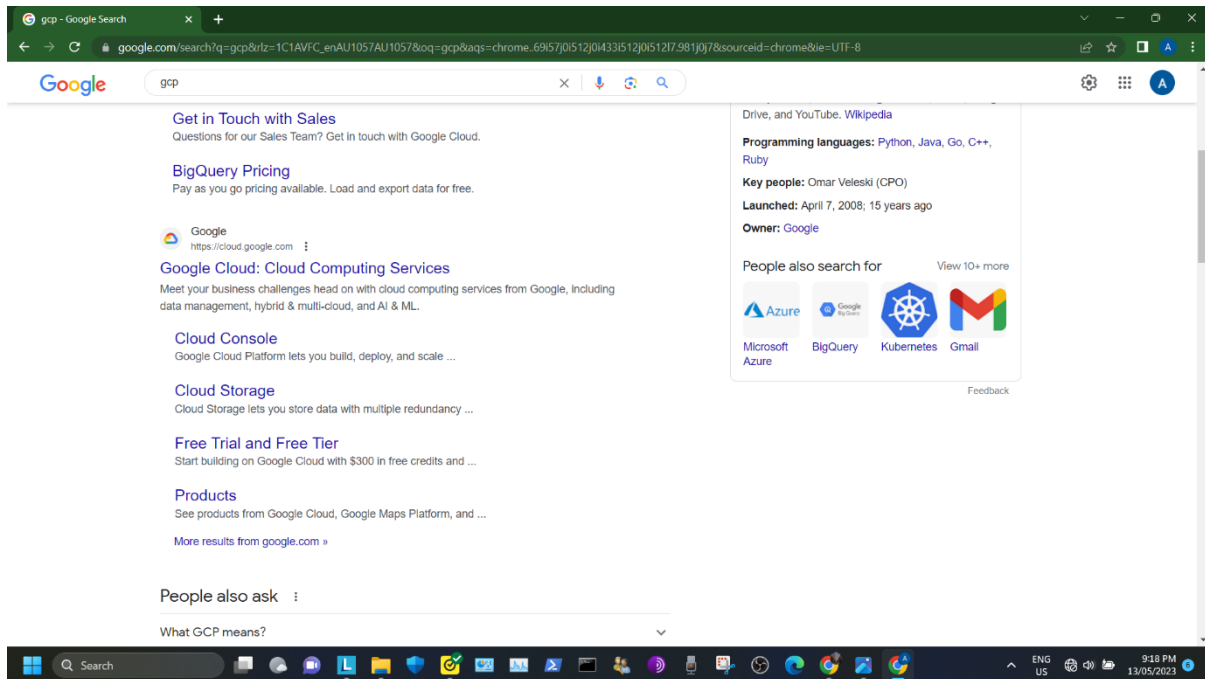 gcp - Google Search
google.com/search?q=gcp&rlz=1C1AVFC_enAU1057AU1057&oq=gcp&aqs=chrome..69i57j0i512j0i433i512j0i512l7.981j0j7&sourceid=chrome&ie=UTF-8
A
Google
gcp
A
Get in Touch with Sales
Questions for our Sales Team? Get in touch with Google Cloud.
BigQuery Pricing
Pay as you go pricing available. Load and export data for free.
Google
https://cloud.google.com
Google Cloud: Cloud Computing Services
Meet your business challenges head on with cloud computing services from Google, including
data management, hybrid & multi-cloud, and AI & ML.
Cloud Console
Google Cloud Platform lets you build, deploy, and scale ...
Cloud Storage
Cloud Storage lets you store data with multiple redundancy ...
Free Trial and Free Tier
Start building on Google Cloud with $300 in free credits and ...
Products
See products from Google Cloud, Google Maps Platform, and ...
More results from google.com »
People also ask
What GCP means?
Drive, and YouTube. Wikipedia
Programming languages: Python, Java, Go, C++,
Ruby
Key people: Omar Veleski (CPO)
Launched: April 7, 2008; 15 years ago
Owner: Google
People also search for
View 10+ more
Azure
Google
Big Query
Microsoft
Azure
BigQuery
Kubernetes
Gmail
Feedback
Search
L
ENG
US
9:18 PM
13/05/2023
6